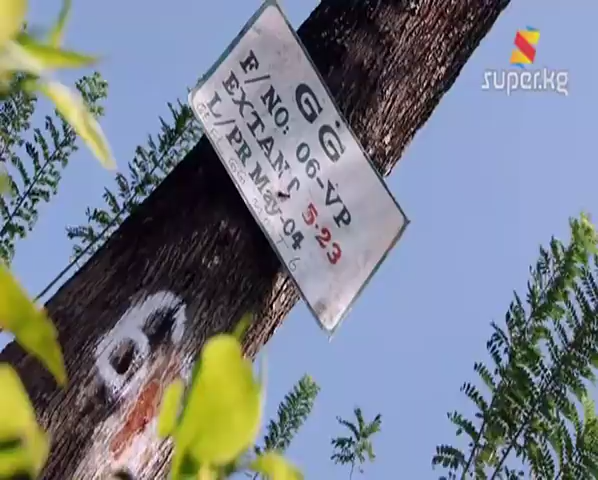 super.kg
GG
F/NO: 06-VP
EXTANT 5.23
L/PR May-04